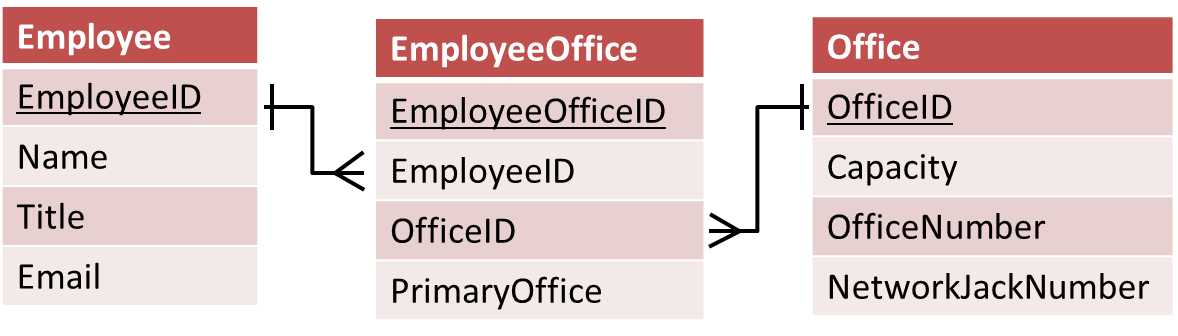 Employee
EmployeeID
Name
Title
Email
EmployeeOffice
EmployeeOfficeID
EmployeeID
OfficeID
PrimaryOffice
Office
OfficeID
Capacity
OfficeNumber
NetworkJackNumber